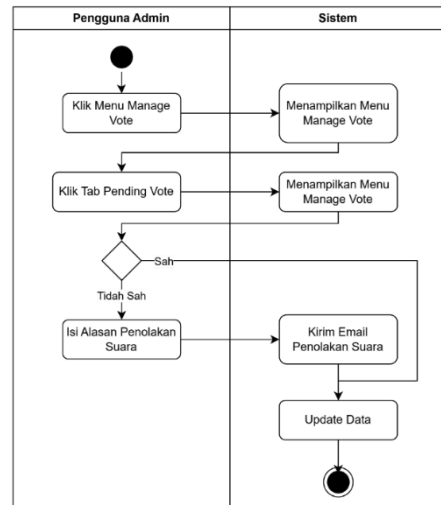 Pengguna Admin
Sistem
Klik Menu Manage
Vote
Menampilkan Menu
Manage Vote
Klik Tab Pending Vote
Menampilkan Menu
Manage Vote
Sah
Tidah Sah
Isi Alasan Penolakan
Suara
Kirim Email
Penolakan Suara
Update Data